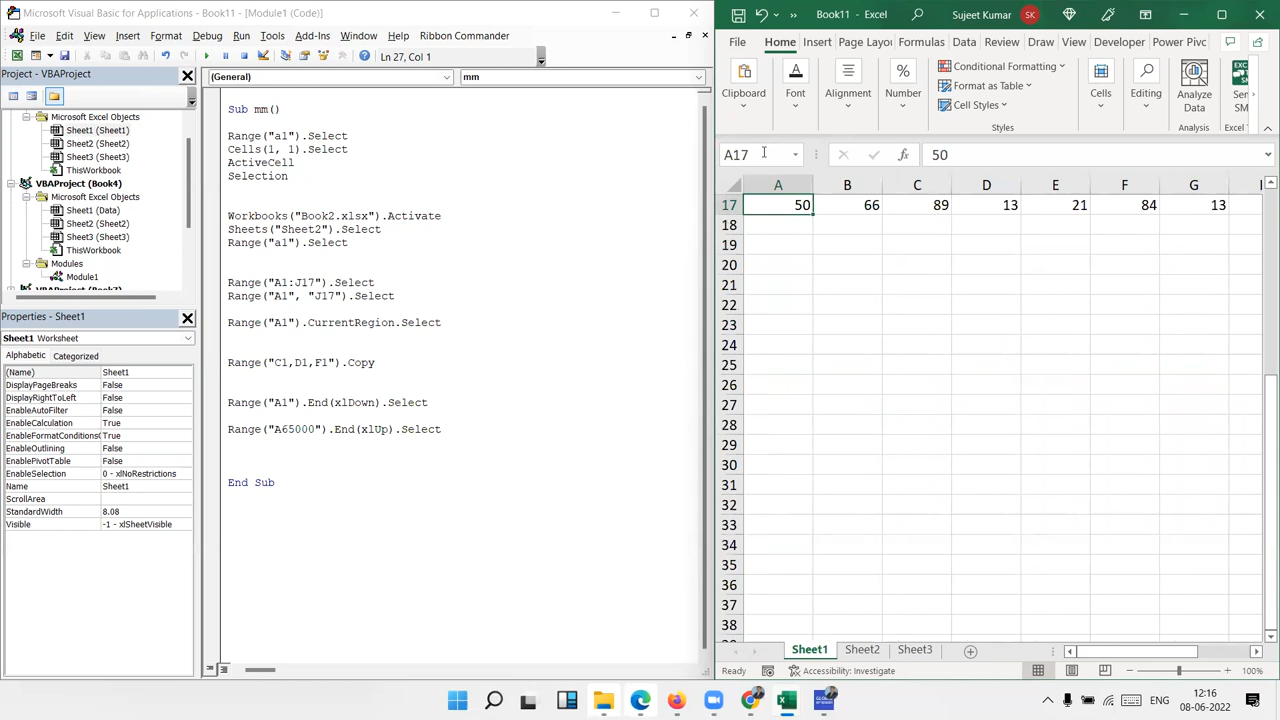 Microsoft Visual Basic for Applications - Book11 - [Module1 (Code)]
File Edit View Insert Format Debug Run Tools Add-Ins Window Help Ribbon Commander
Ln 27, Col 1
Project - VBAProject
Microsoft Excel Objects
Sheet1 (Sheet1)
Sheet2 (Sheet2)
Sheet3 (Sheet3)
ThisWorkbook
VBAProject (Book4)
Microsoft Excel Objects
Sheet1 (Data)
Sheet2 (Sheet2)
Sheet3 (Sheet3)
ThisWorkbook
Modules
Module1
Properties - Sheet1
Sheet1 Worksheet
Alphabetic Categorized
(Name) Sheet1
DisplayPageBreaks False
DisplayRightToLeft False
EnableAutoFilter False
EnableCalculation True
EnableFormatConditions True
EnableOutlining False
EnablePivotTable False
EnableSelection 0 - xlNoRestrictions
Name Sheet1
ScrollArea
StandardWidth 8.08
Visible -1 - xlSheetVisible
(General) mm
Sub mm()
Range("a1").Select
Cells(1, 1).Select
ActiveCell
Selection
Workbooks("Book2.xlsx").Activate
Sheets("Sheet2").Select
Range("a1").Select
Range("A1:J17").Select
Range("A1", "J17").Select
Range("A1").CurrentRegion.Select
Range("C1,D1,F1").Copy
Range("A1").End(xlDown).Select
Range("A65000").End(xlUp).Select
End Sub
Book11 - Excel Sujeet Kumar SK
File Home Insert Page Layou Formulas Data Review View Developer Power Piv
Clipboard Font Alignment Number
Conditional Formatting
Format as Table
Cell Styles
Styles
Cells Editing
Analyze Data
Analysis
EXC SM
Excel
A17 fx 50
A B C D E F G
17 50 66 89 13 21 84 13
18
19
20
21
22
23
24
25
26
27
28
29
30
31
32
33
34
35
36
37
38
Sheet1 Sheet2 Sheet3
Ready Accessibility: Investigate 100%
ENG
12:16
08-06-2022